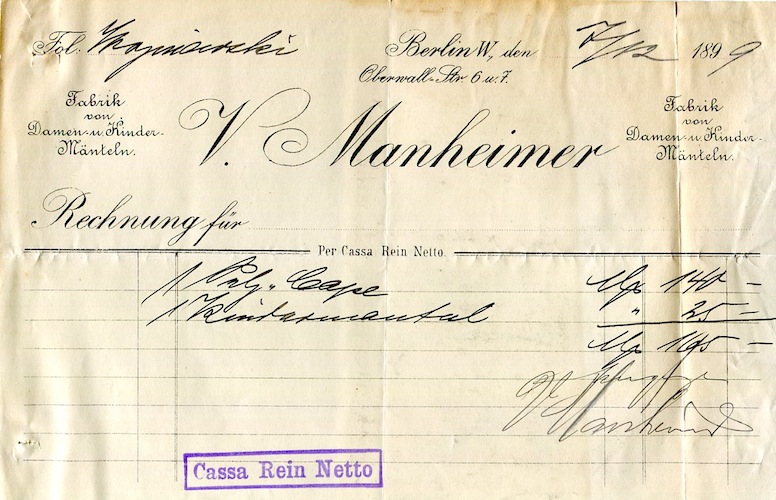 Fol.
Berlin W, den 7/12 1899
Oberwall-Str. 6 u. 7.
Fabrik
von
Damen- u. Kinder-
Mänteln.
V. Manheimer
Fabrik
von
Damen- u. Kinder-
Mänteln.
Rechnung für
Per Cassa Rein Netto.
1 Cape Mk 140 –
1 Kindermantel " 25 –
Mk 165 –
V Manheimer
Cassa Rein Netto